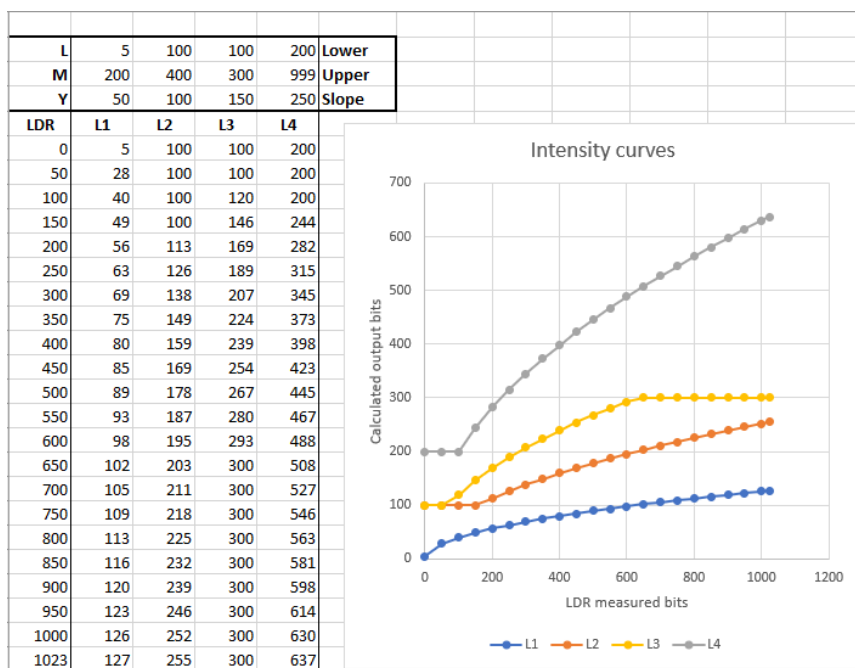 L 5 100 100 200 Lower
M 200 400 300 999 Upper
Y 50 100 150 250 Slope
LDR L1 L2 L3 L4
0 5 100 100 200
50 28 100 100 200
100 40 100 120 200
150 49 100 146 244
200 56 113 169 282
250 63 126 189 315
300 69 138 207 345
350 75 149 224 373
400 80 159 239 398
450 85 169 254 423
500 89 178 267 445
550 93 187 280 467
600 98 195 293 488
650 102 203 300 508
700 105 211 300 527
750 109 218 300 546
800 113 225 300 563
850 116 232 300 581
900 120 239 300 598
950 123 246 300 614
1000 126 252 300 630
1023 127 255 300 637
Intensity curves
700
600
500
400
300
200
100
0
Calculated output bits
0 200 400 600 800 1000 1200
LDR measured bits
L1 L2 L3 L4